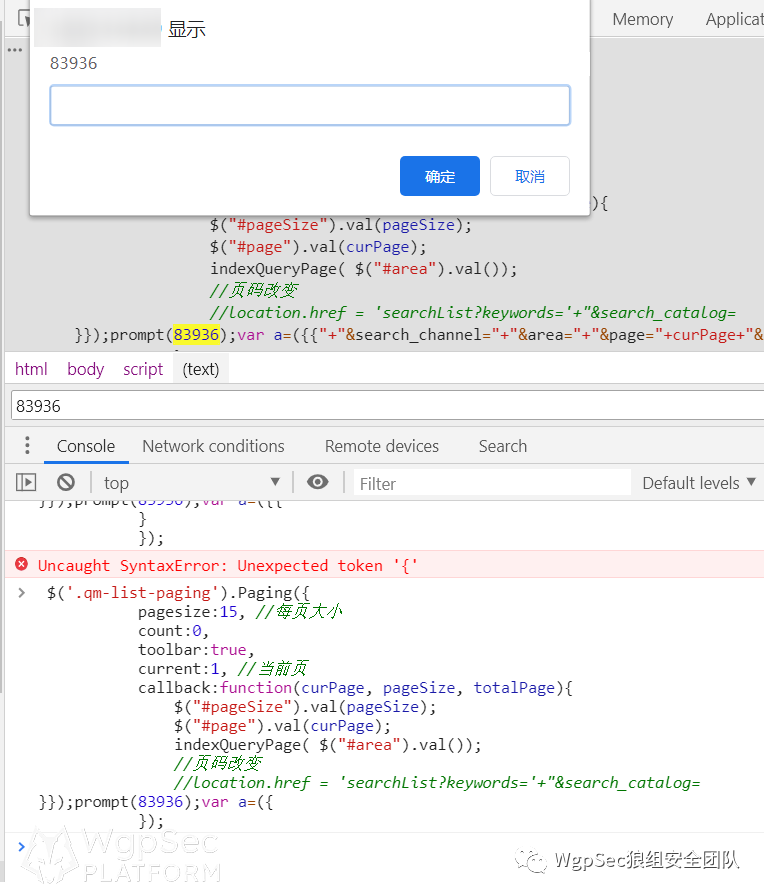 Memory Applicat
显示
83936
确定 取消
...
){
$("#pageSize").val(pageSize);
$("#page").val(curPage);
indexQueryPage( $("#area").val());
//页码改变
//location.href = 'searchList?keywords='+"&search_catalog=
}});prompt(83936);var a=({{"+"&search_channel="+"&area="+"&page="+curPage+"&
html body script (text)
83936
Console Network conditions Remote devices Search
top Filter Default levels ▼
}});prompt(83936);var a=({{
}
});
Uncaught SyntaxError: Unexpected token '{'
> $('.qm-list-paging').Paging({
pagesize:15, //每页大小
count:0,
toolbar:true,
current:1, //当前页
callback:function(curPage, pageSize, totalPage){
$("#pageSize").val(pageSize);
$("#page").val(curPage);
indexQueryPage( $("#area").val());
//页码改变
//location.href = 'searchList?keywords='+"&search_catalog=
}});prompt(83936);var a=({
});
>
WgpSec
PLATFORM
WgpSec狼组安全团队